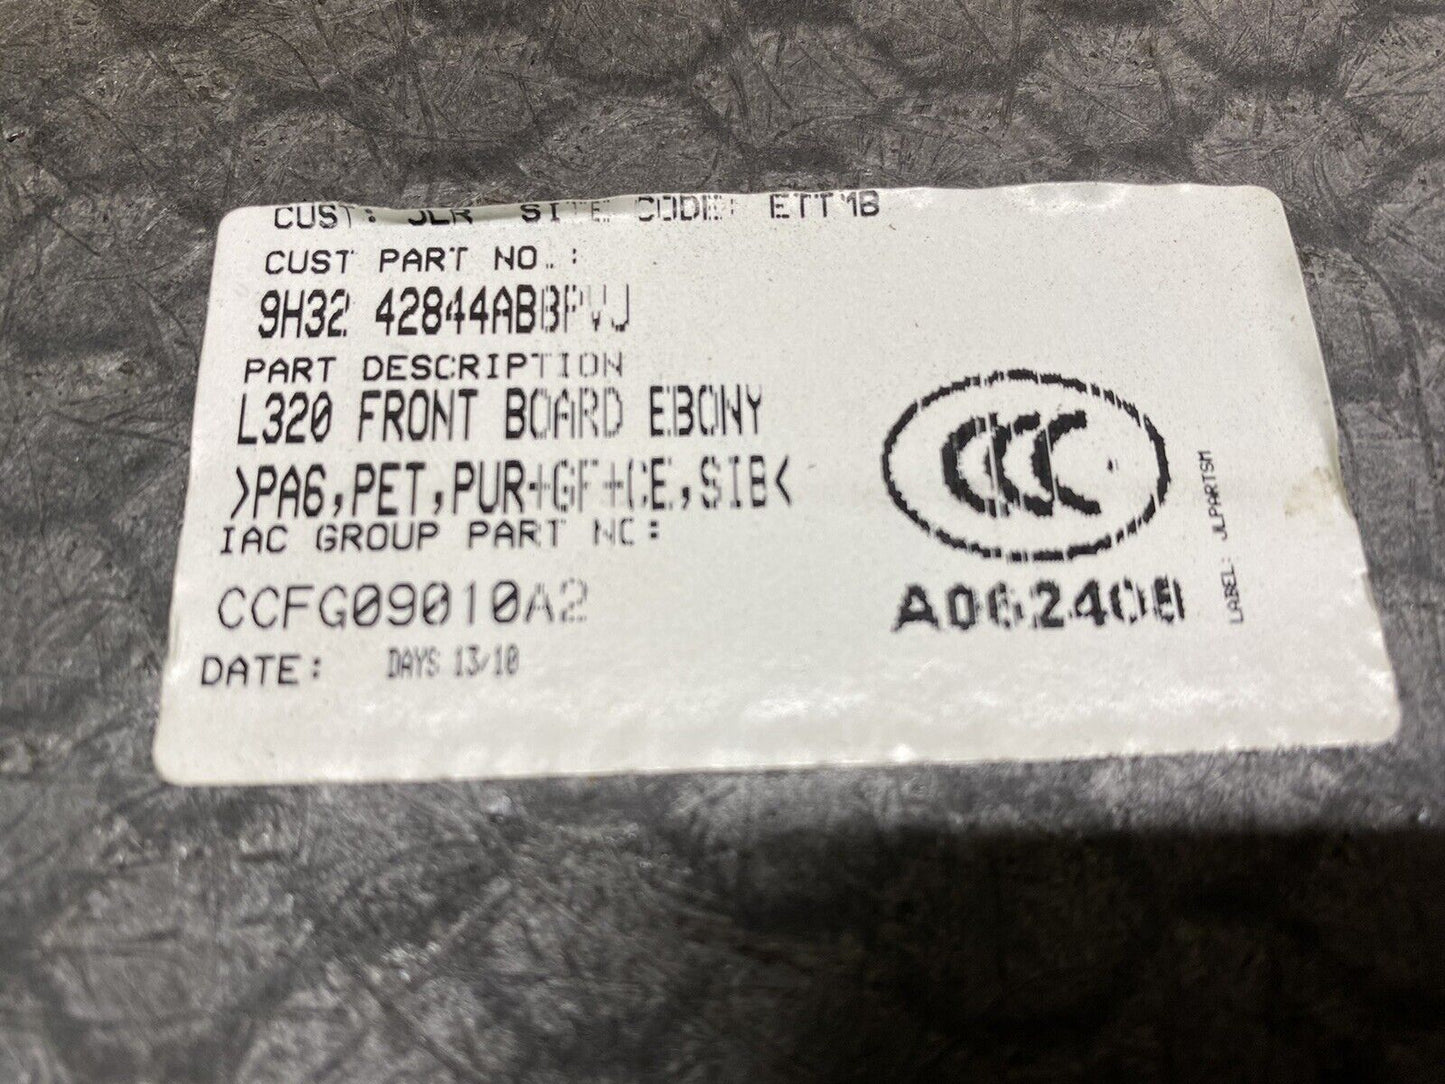 CUST: JLR SITE CODE: ETTMB
CUST PART NO.:
9H32 42844ABBPVJ
PART DESCRIPTION
L320 FRONT BOARD EBONY
>PA6,PET,PUR+GF+CE,SIB<
IAC GROUP PART NO:
CCFG09010A2
DATE: DAYS 13/10
CCC
A062408
LABEL: JLPARTSM